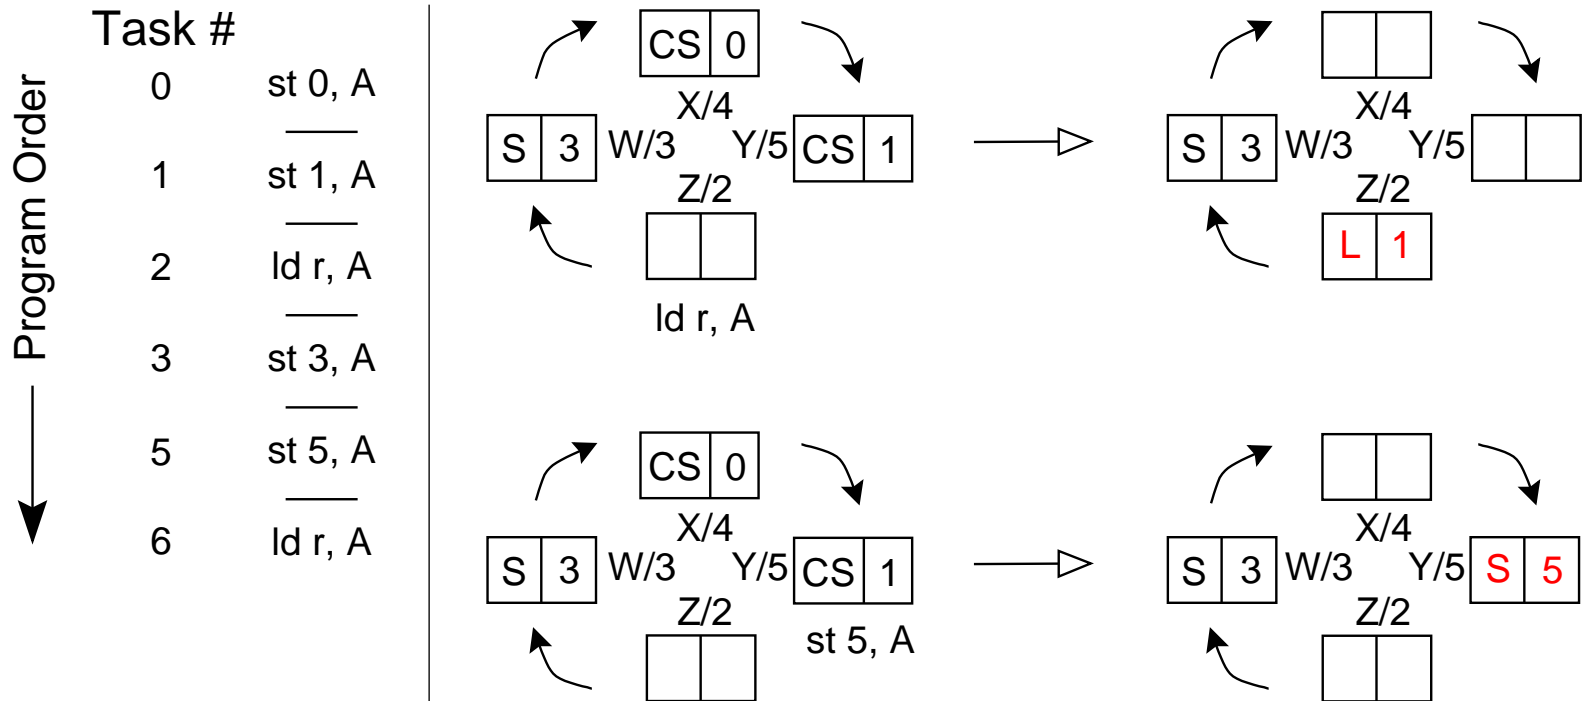 Task #
Program Order
0 st 0, A
1 st 1, A
2 ld r, A
3 st 3, A
5 st 5, A
6 ld r, A
CS 0
X/4
S 3 W/3 Y/5 CS 1
Z/2
ld r, A
X/4
S 3 W/3 Y/5
Z/2
L 1
CS 0
X/4
S 3 W/3 Y/5 CS 1
Z/2
st 5, A
X/4
S 3 W/3 Y/5 S 5
Z/2